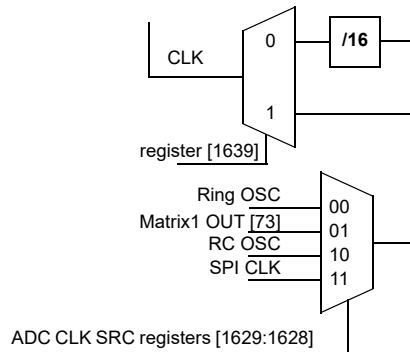 0
/16
CLK
1
register [1639]
Ring OSC
00
Matrix1 OUT [73]
01
RC OSC
10
SPI CLK
11
ADC CLK SRC registers [1629:1628]